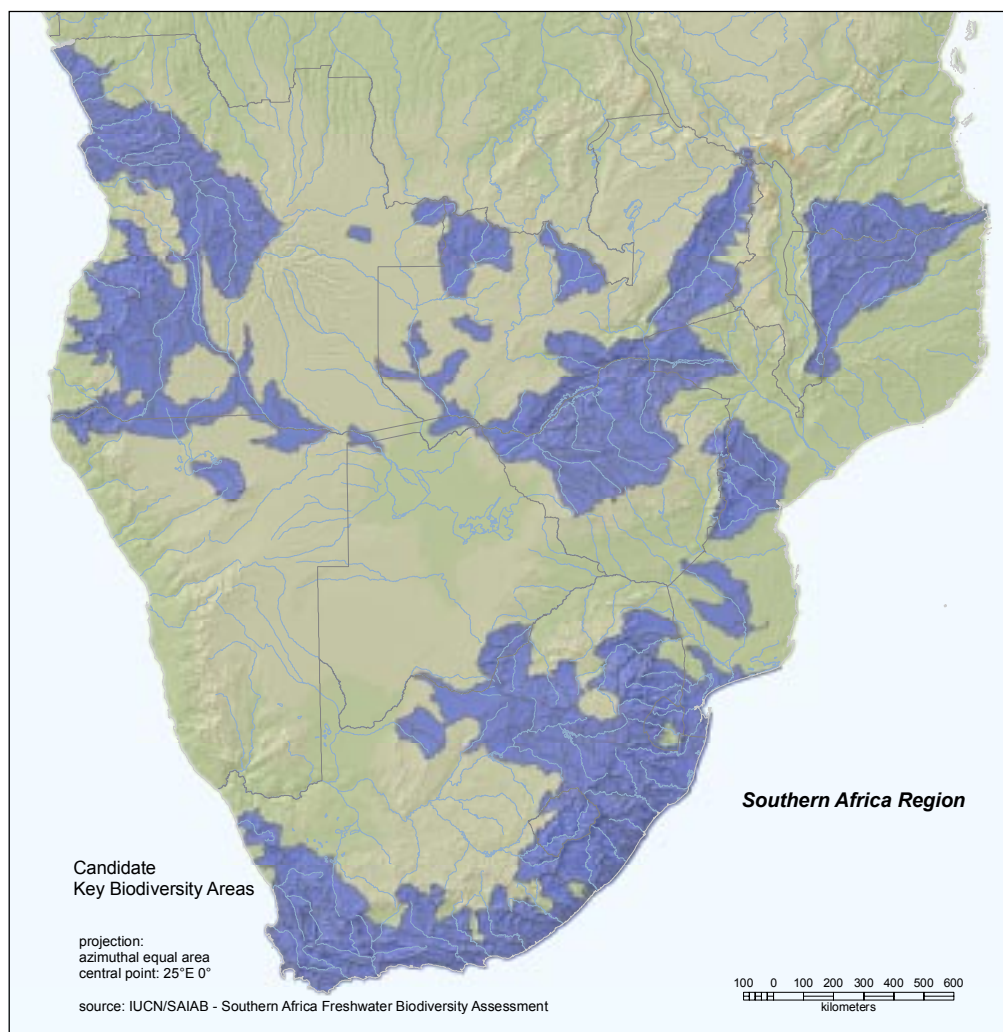 Southern Africa Region
Candidate
Key Biodiversity Areas
projection:
azimuthal equal area
central point: 25°E 0°
source: IUCN/SAIAB - Southern Africa Freshwater Biodiversity Assessment
100 0 100 200 300 400 500 600
kilometers